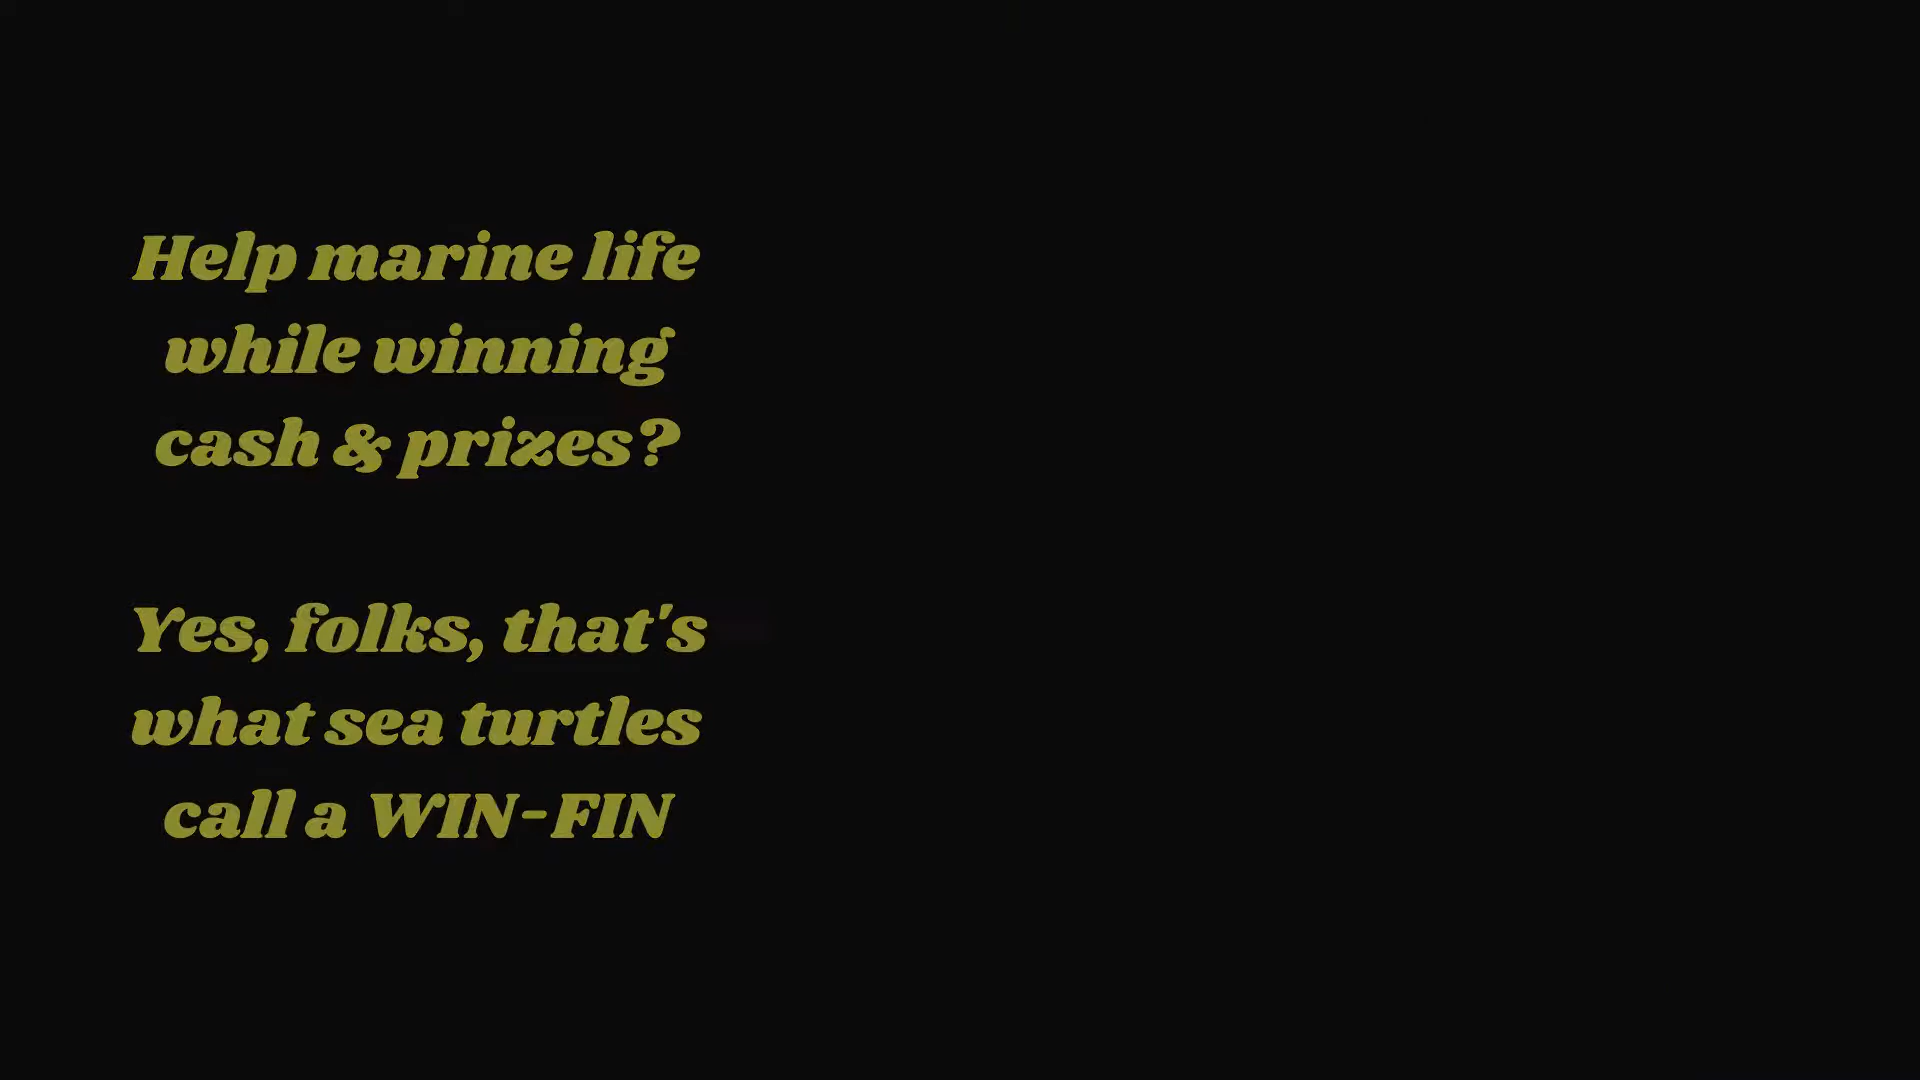 Help marine life
while winning
cash & prizes?
Yes, folks, that's
what sea turtles
call a WIN-FIN